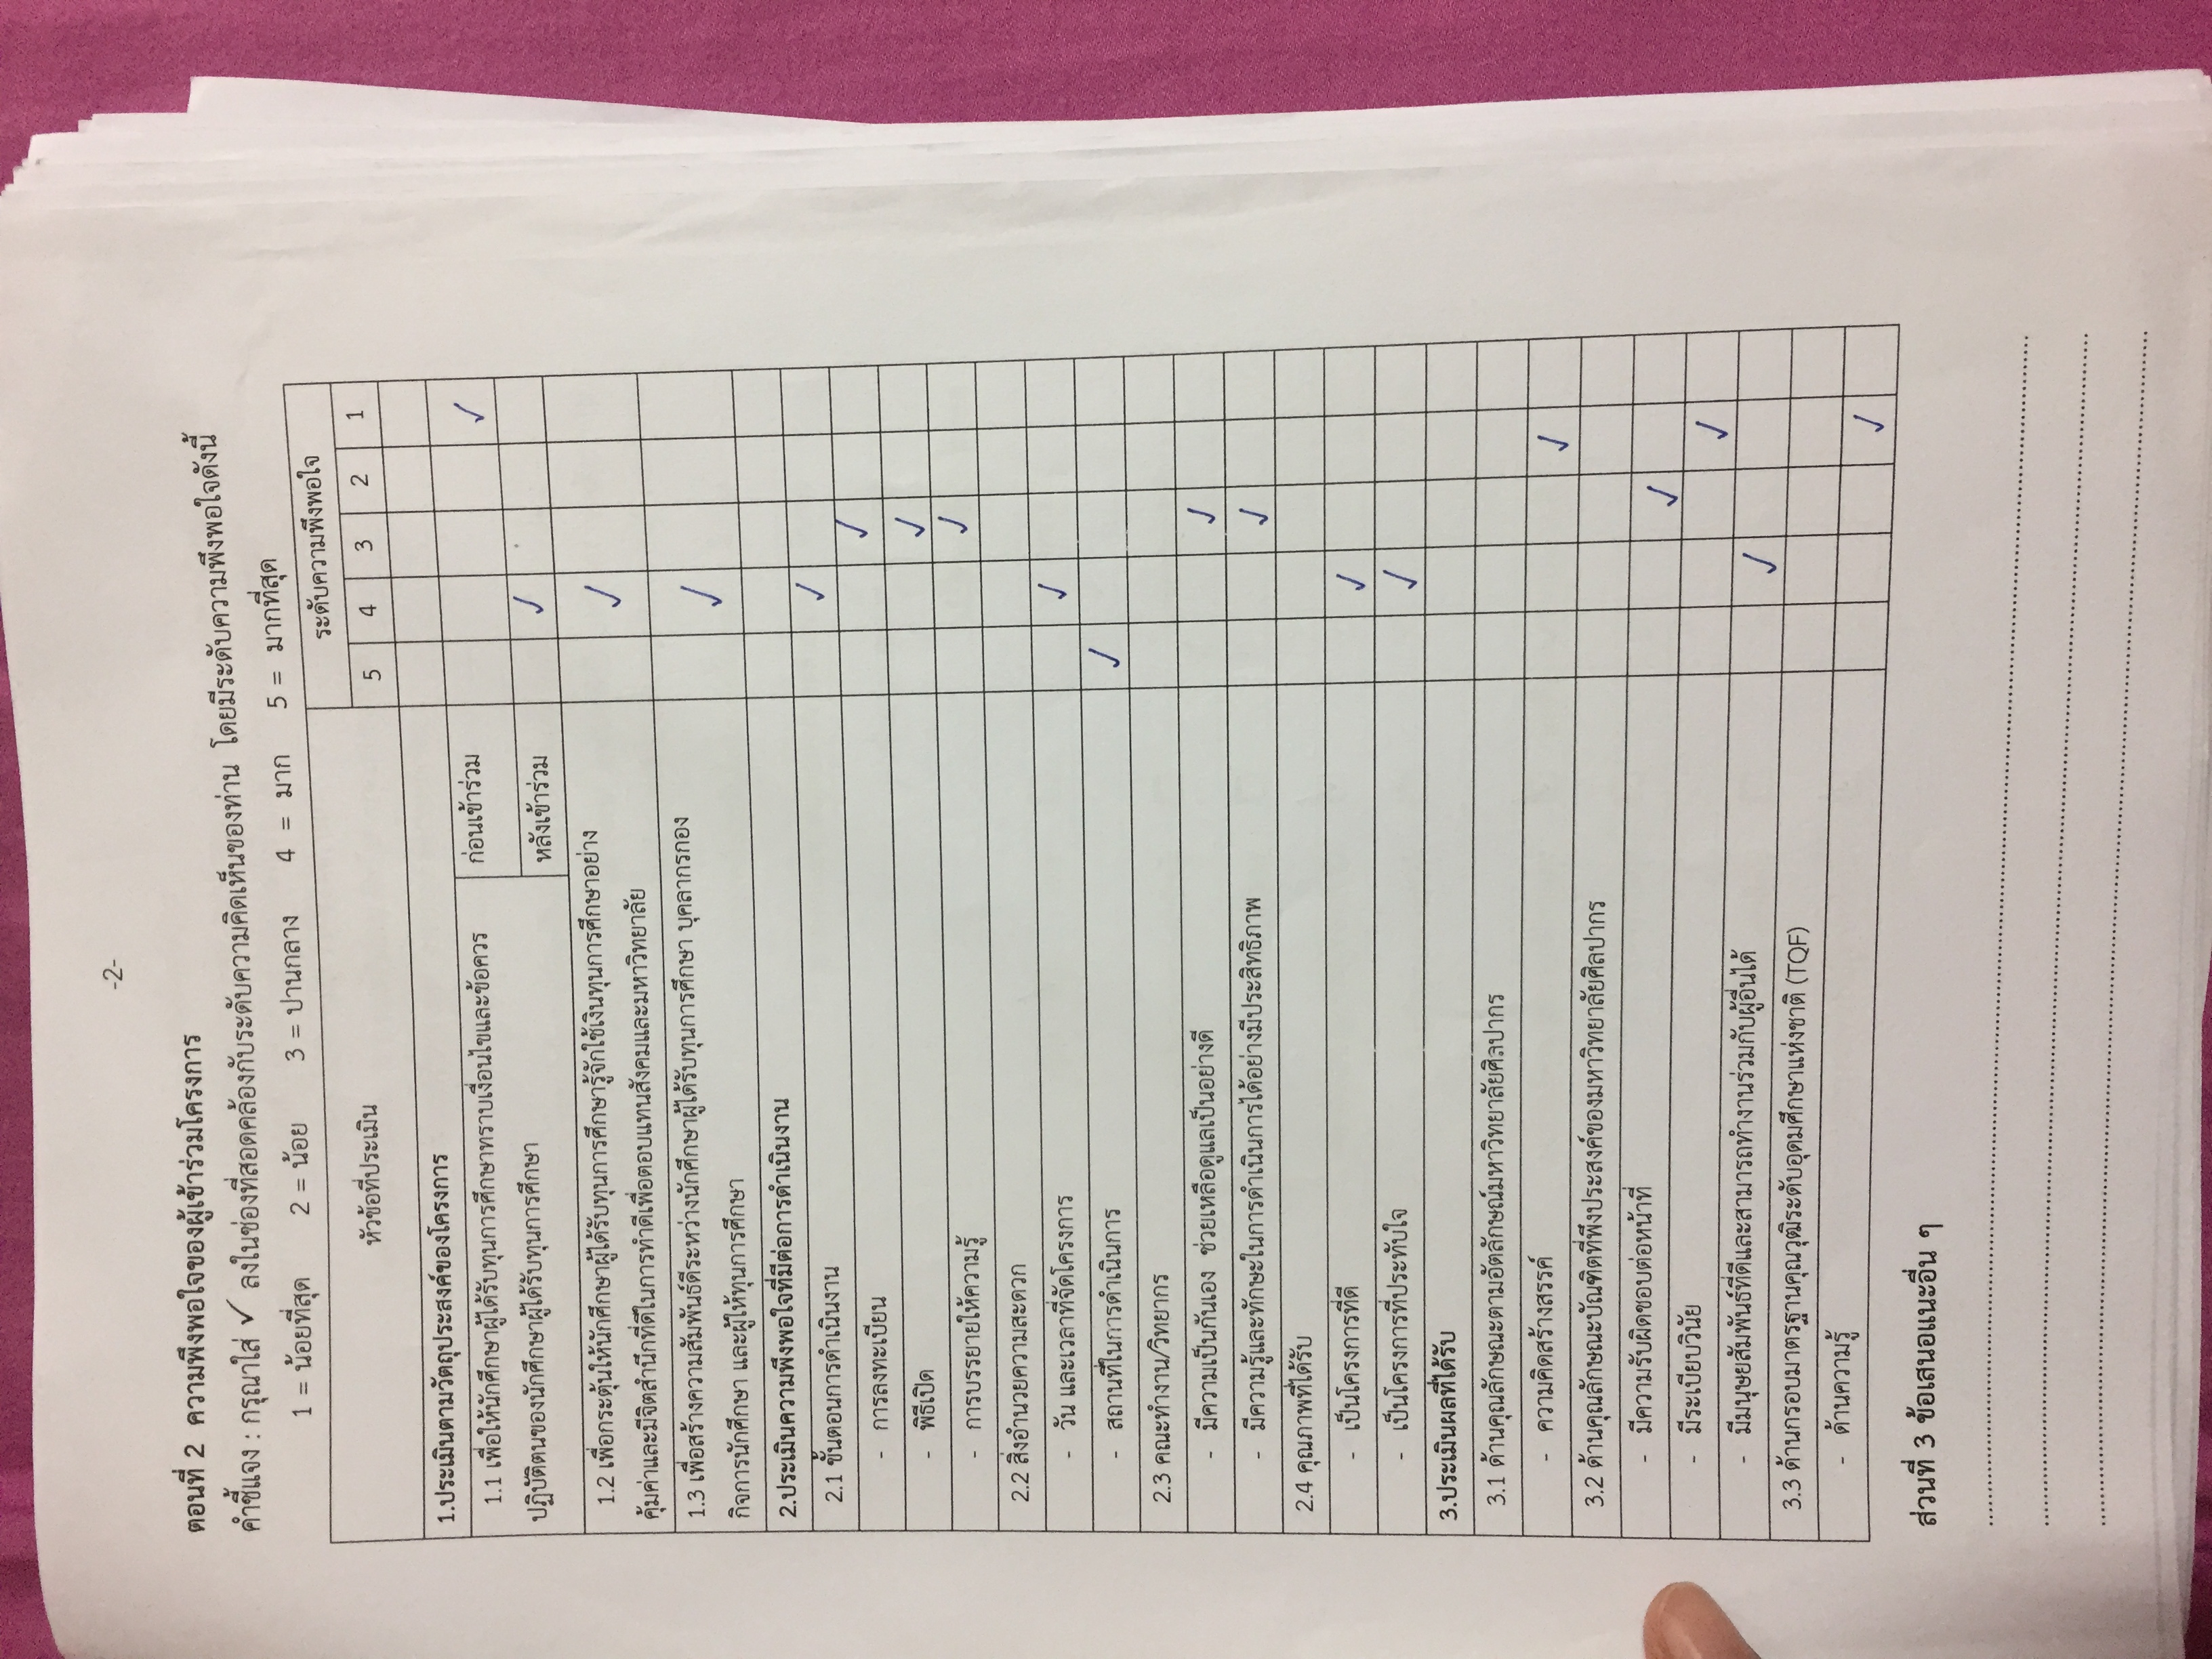 -2-
ตอนที่ 2 ความพึงพอใจของผู้เข้าร่วมโครงการ
คำชี้แจง : กรุณาใส่ ✓ ลงในช่องที่สอดคล้องกับระดับความคิดเห็นของท่าน โดยมีระดับความพึงพอใจดังนี้
1 = น้อยที่สุด 2 = น้อย 3 = ปานกลาง 4 = มาก 5 = มากที่สุด
หัวข้อที่ประเมิน ระดับความพึงพอใจ
5 4 3 2 1
1.ประเมินตามวัตถุประสงค์ของโครงการ
1.1 เพื่อให้นักศึกษาผู้ได้รับทุนการศึกษาทราบเงื่อนไขและข้อควร ก่อนเข้าร่วม ✓
ปฏิบัติตนของนักศึกษาผู้ได้รับทุนการศึกษา หลังเข้าร่วม ✓
1.2 เพื่อกระตุ้นให้นักศึกษาผู้ได้รับทุนการศึกษารู้จักใช้เงินทุนการศึกษาอย่าง ✓
คุ้มค่าและมีจิตสำนึกที่ดีในการทำดีเพื่อตอบแทนสังคมและมหาวิทยาลัย
1.3 เพื่อสร้างความสัมพันธ์ดีระหว่างนักศึกษาผู้ได้รับทุนการศึกษา บุคลากรกอง ✓
กิจการนักศึกษา และผู้ให้ทุนการศึกษา
2.ประเมินความพึงพอใจที่มีต่อการดำเนินงาน
2.1 ขั้นตอนการดำเนินงาน ✓
- การลงทะเบียน ✓
- พิธีเปิด ✓
- การบรรยายให้ความรู้ ✓
2.2 สิ่งอำนวยความสะดวก
- วัน และเวลาที่จัดโครงการ ✓
- สถานที่ในการดำเนินการ ✓
2.3 คณะทำงาน/วิทยากร
- มีความเป็นกันเอง ช่วยเหลือดูแลเป็นอย่างดี ✓
- มีความรู้และทักษะในการดำเนินการได้อย่างมีประสิทธิภาพ ✓
2.4 คุณภาพที่ได้รับ
- เป็นโครงการที่ดี ✓
- เป็นโครงการที่ประทับใจ ✓
3.ประเมินผลที่ได้รับ
3.1 ด้านคุณลักษณะตามอัตลักษณ์มหาวิทยาลัยศิลปากร
- ความคิดสร้างสรรค์ ✓
3.2 ด้านคุณลักษณะบัณฑิตที่พึงประสงค์ของมหาวิทยาลัยศิลปากร
- มีความรับผิดชอบต่อหน้าที่ ✓
- มีระเบียบวินัย ✓
- มีมนุษยสัมพันธ์ที่ดีและสามารถทำงานร่วมกับผู้อื่นได้ ✓
3.3 ด้านกรอบมาตรฐานคุณวุฒิระดับอุดมศึกษาแห่งชาติ (TQF)
- ด้านความรู้ ✓
ส่วนที่ 3 ข้อเสนอแนะอื่น ๆ